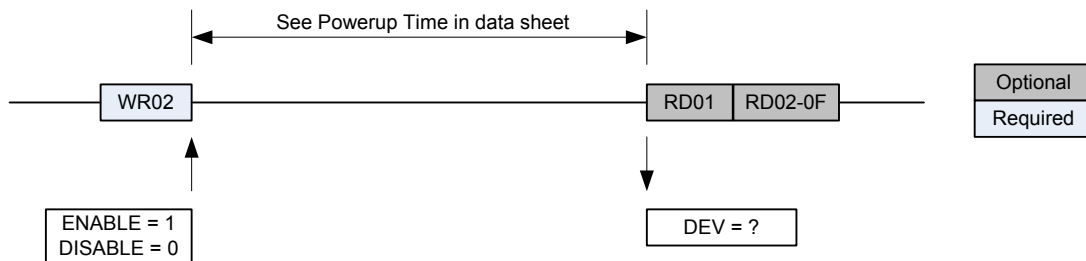 See Powerup Time in data sheet
WR02
RD01
RD02-0F
Optional
Required
ENABLE = 1
DISABLE = 0
DEV = ?